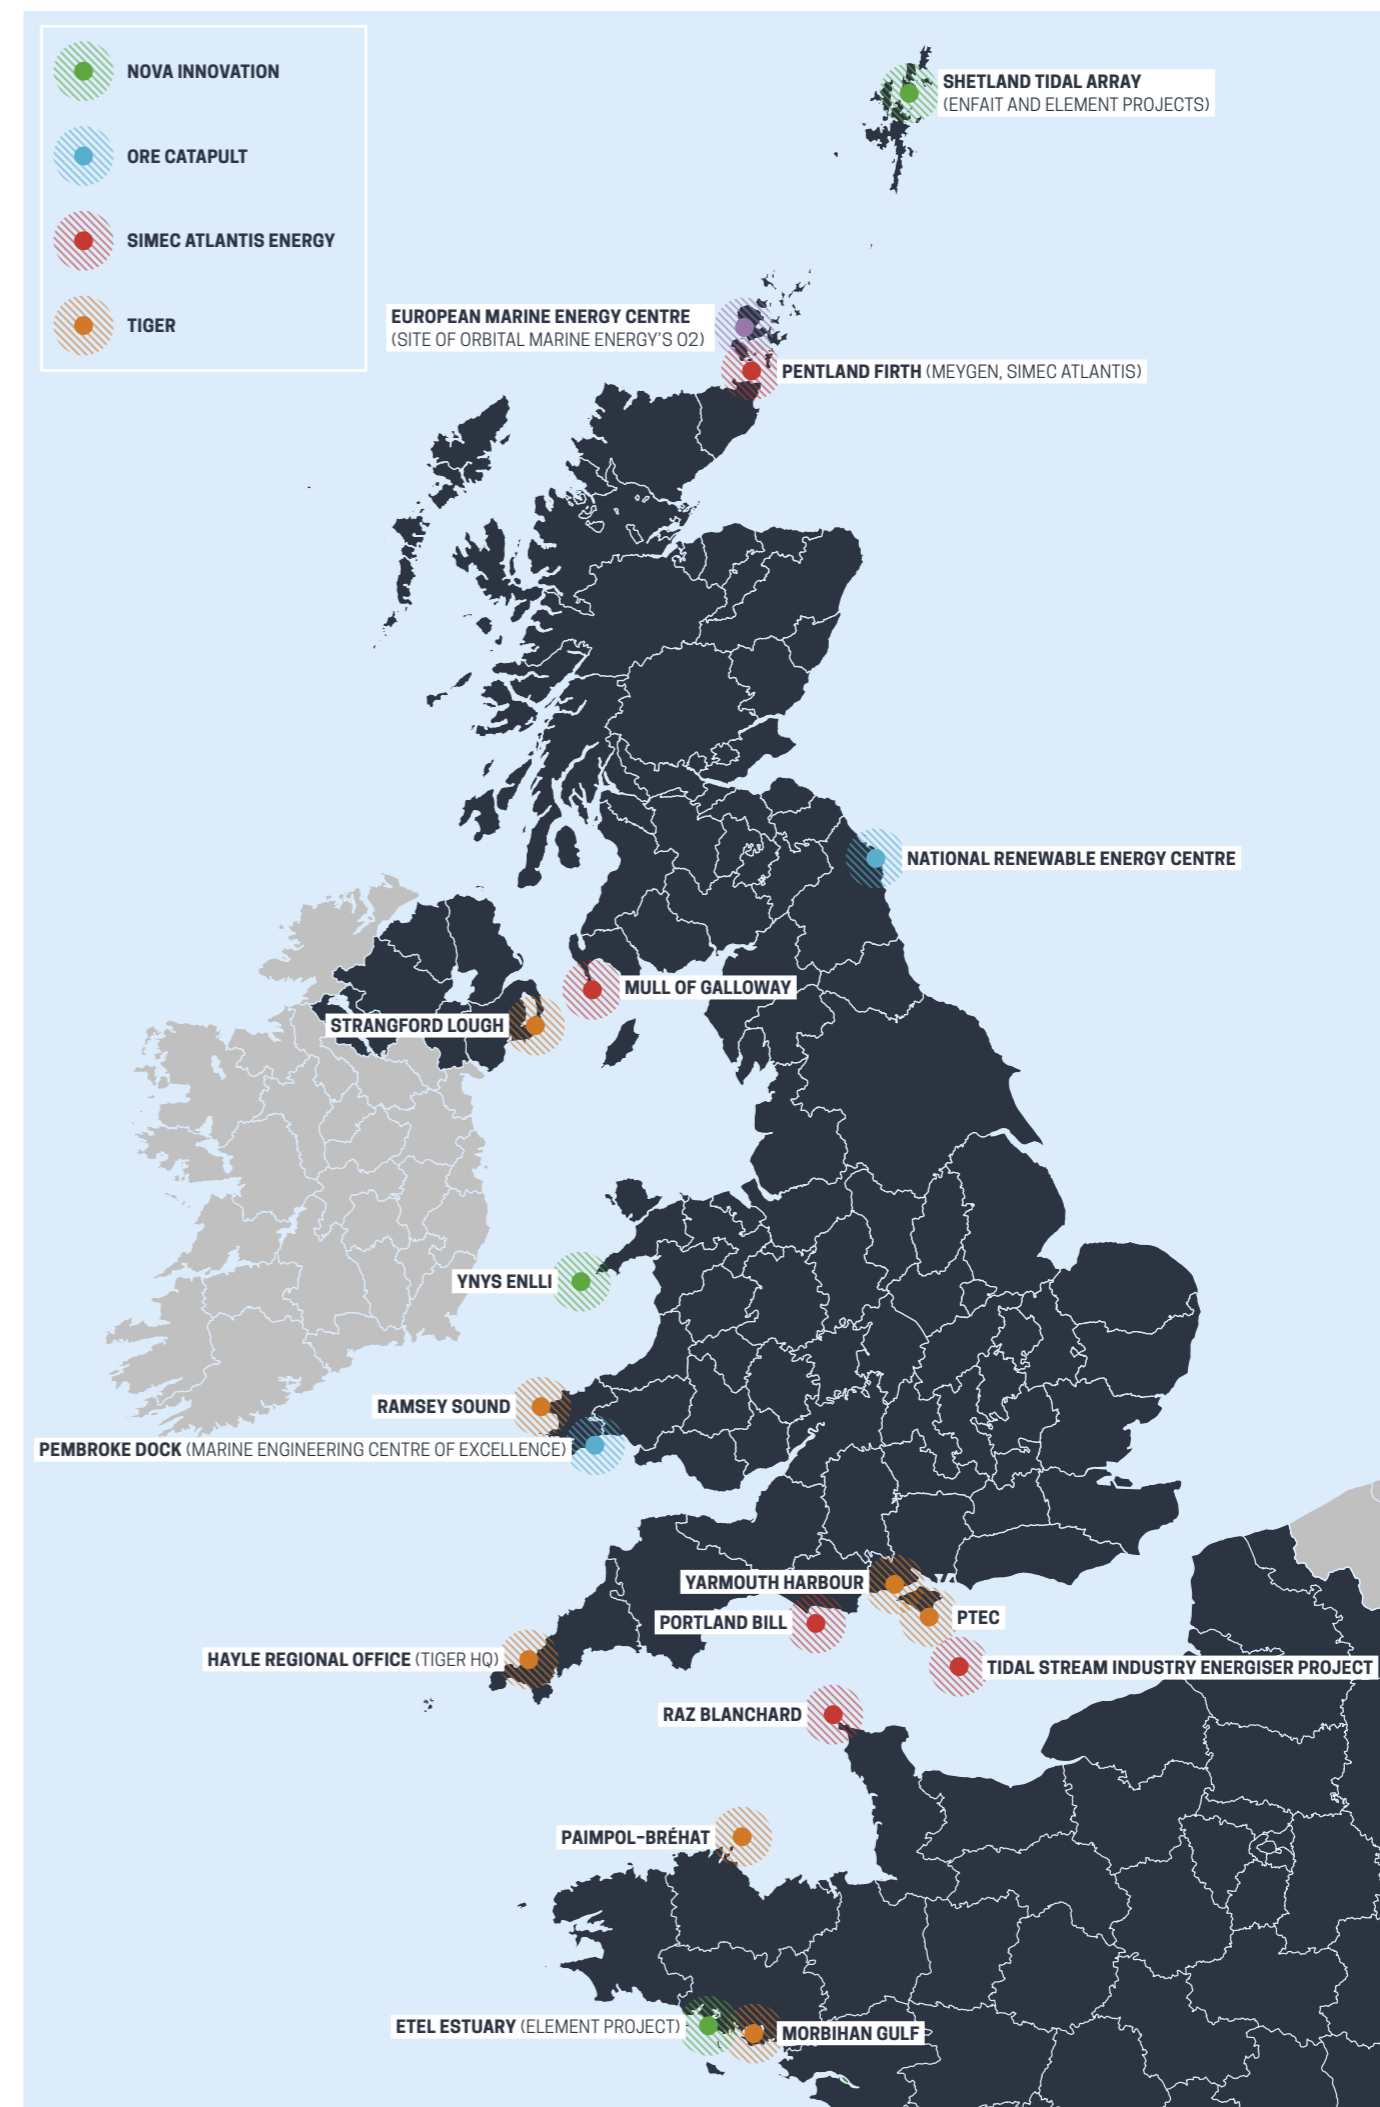 NOVA INNOVATION
ORE CATAPULT
SIMEC ATLANTIS ENERGY
TIGER
SHETLAND TIDAL ARRAY
(ENFAIT AND ELEMENT PROJECTS)
EUROPEAN MARINE ENERGY CENTRE
(SITE OF ORBITAL MARINE ENERGY'S O2)
PENTLAND FIRTH (MEYGEN, SIMEC ATLANTIS)
NATIONAL RENEWABLE ENERGY CENTRE
MULL OF GALLOWAY
STRANGFORD LOUGH
YNYS ENLLI
RAMSEY SOUND
PEMBROKE DOCK (MARINE ENGINEERING CENTRE OF EXCELLENCE)
YARMOUTH HARBOUR
PTEC
PORTLAND BILL
HAYLE REGIONAL OFFICE (TIGER HQ)
TIDAL STREAM INDUSTRY ENERGISER PROJECT
RAZ BLANCHARD
PAIMPOL-BRÉHAT
ETEL ESTUARY (ELEMENT PROJECT)
MORBIHAN GULF